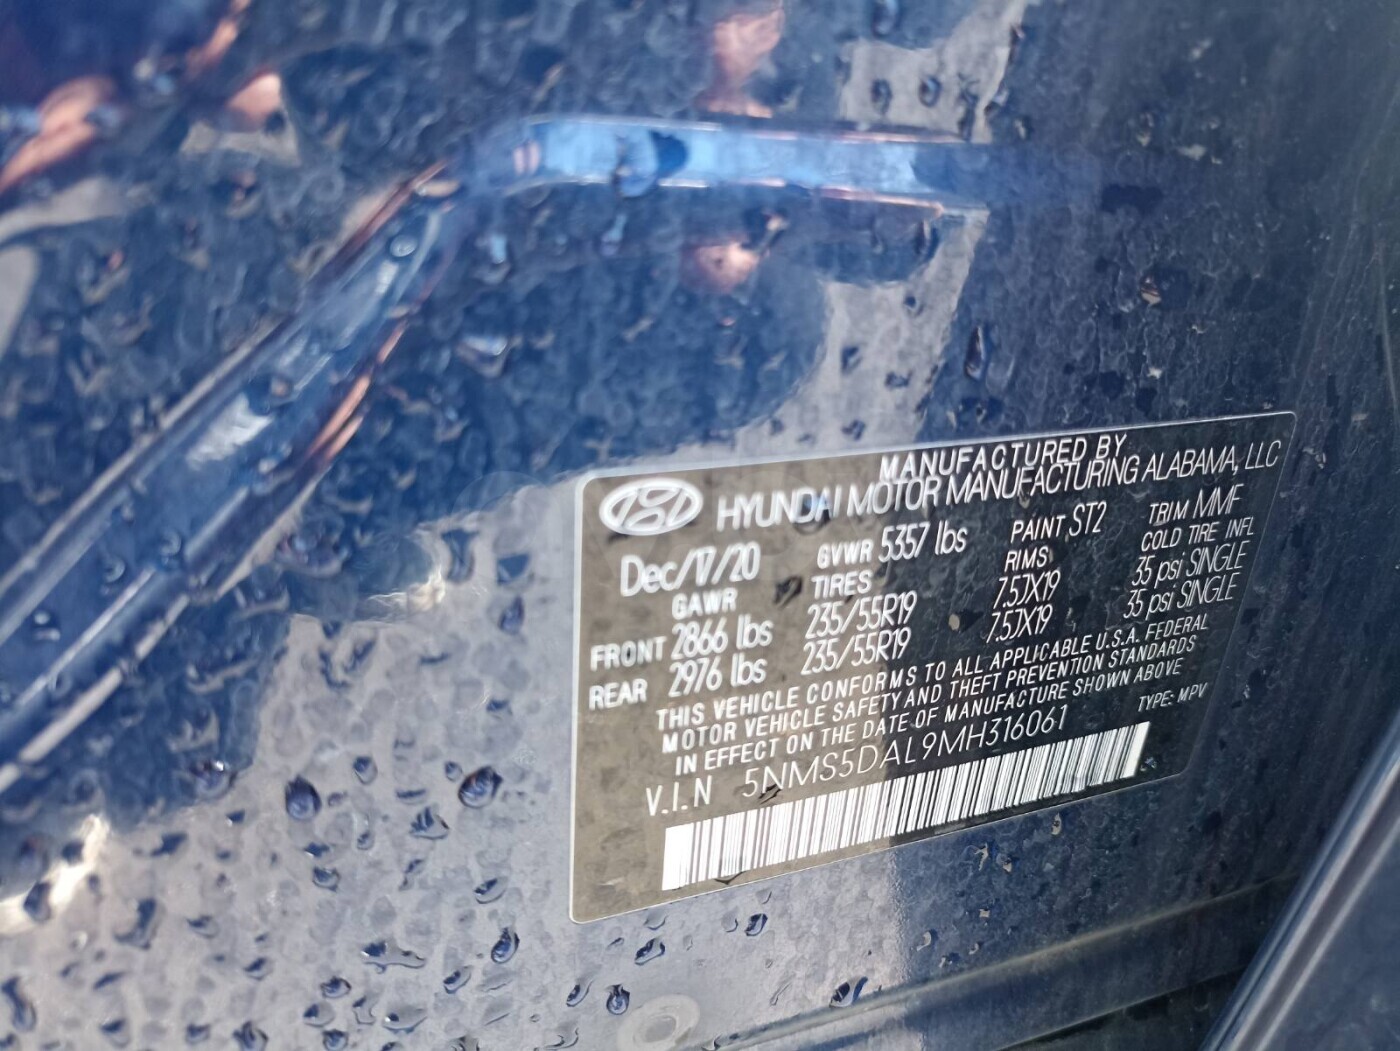 MANUFACTURED BY
HYUNDAI MOTOR MANUFACTURING ALABAMA, LLC
Dec/17/20 GVWR 5357 lbs PAINT ST2 TRIM MMF
GAWR TIRES RIMS COLD TIRE INFL
FRONT 2866 lbs 235/55R19 7.5JX19 35 psi SINGLE
REAR 2976 lbs 235/55R19 7.5JX19 35 psi SINGLE
THIS VEHICLE CONFORMS TO ALL APPLICABLE U.S.A. FEDERAL
MOTOR VEHICLE SAFETY AND THEFT PREVENTION STANDARDS
IN EFFECT ON THE DATE OF MANUFACTURE SHOWN ABOVE
V.I.N 5NMS5DAL9MH316061 TYPE: MPV